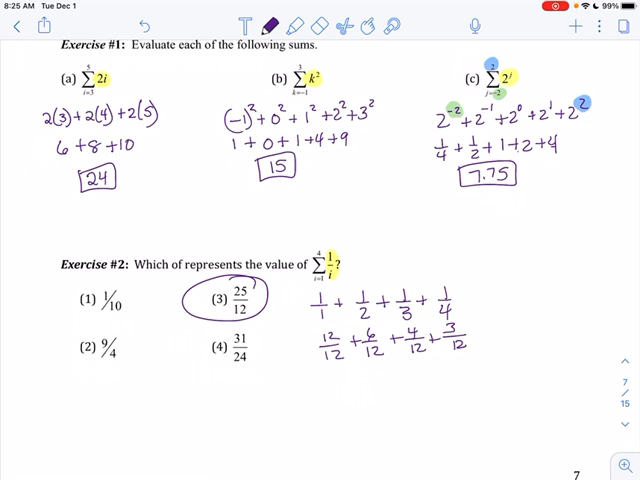 8:25 AM Tue Dec 1
99%
Exercise #1: Evaluate each of the following sums.
(a) ∑_{i=3}^{5} 2i
(b) ∑_{k=-1}^{3} k²
(c) ∑_{j=-2}^{2} 2^j
2(3) + 2(4) + 2(5)
(-1)² + 0² + 1² + 2² + 3²
2^{-2} + 2^{-1} + 2^0 + 2^1 + 2^2
6 + 8 + 10
1 + 0 + 1 + 4 + 9
1/4 + 1/2 + 1 + 2 + 4
24
15
7.75
Exercise #2: Which of represents the value of ∑_{i=1}^{4} 1/i?
(1) 1/10
(3) 25/12
1/1 + 1/2 + 1/3 + 1/4
(2) 9/4
(4) 31/24
12/12 + 6/12 + 4/12 + 3/12
7
/
15
7